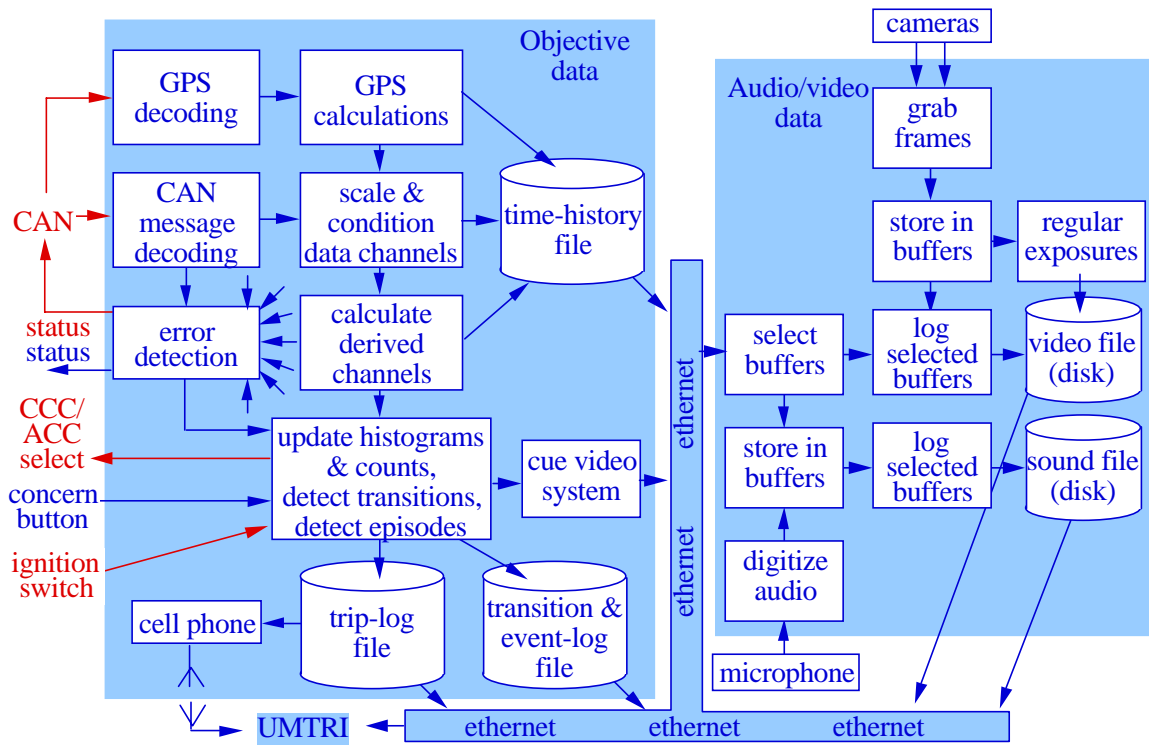 cameras
Objective
data
GPS
decoding
GPS
calculations
Audio/video
data
grab
frames
CAN
CAN
message
decoding
scale &
condition
data channels
time-history
file
store in
buffers
regular
exposures
status
status
error
detection
calculate
derived
channels
ethernet
select
buffers
log
selected
buffers
video file
(disk)
CCC/
ACC
select
concern
button
ignition
switch
update histograms
& counts,
detect transitions,
detect episodes
cue video
system
store in
buffers
log
selected
buffers
sound file
(disk)
ethernet
digitize
audio
cell phone
trip-log
file
transition &
event-log
file
microphone
UMTRI
ethernet
ethernet
ethernet